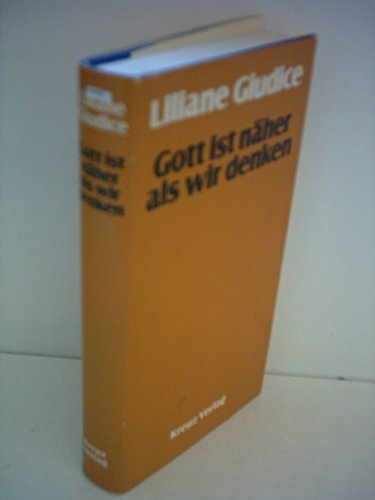 Liliane
Giudice
Gott ist
näher
als wir
denken
Kreuz
Verlag
Liliane Giudice
Gott ist näher
als wir denken
Kreuz Verlag